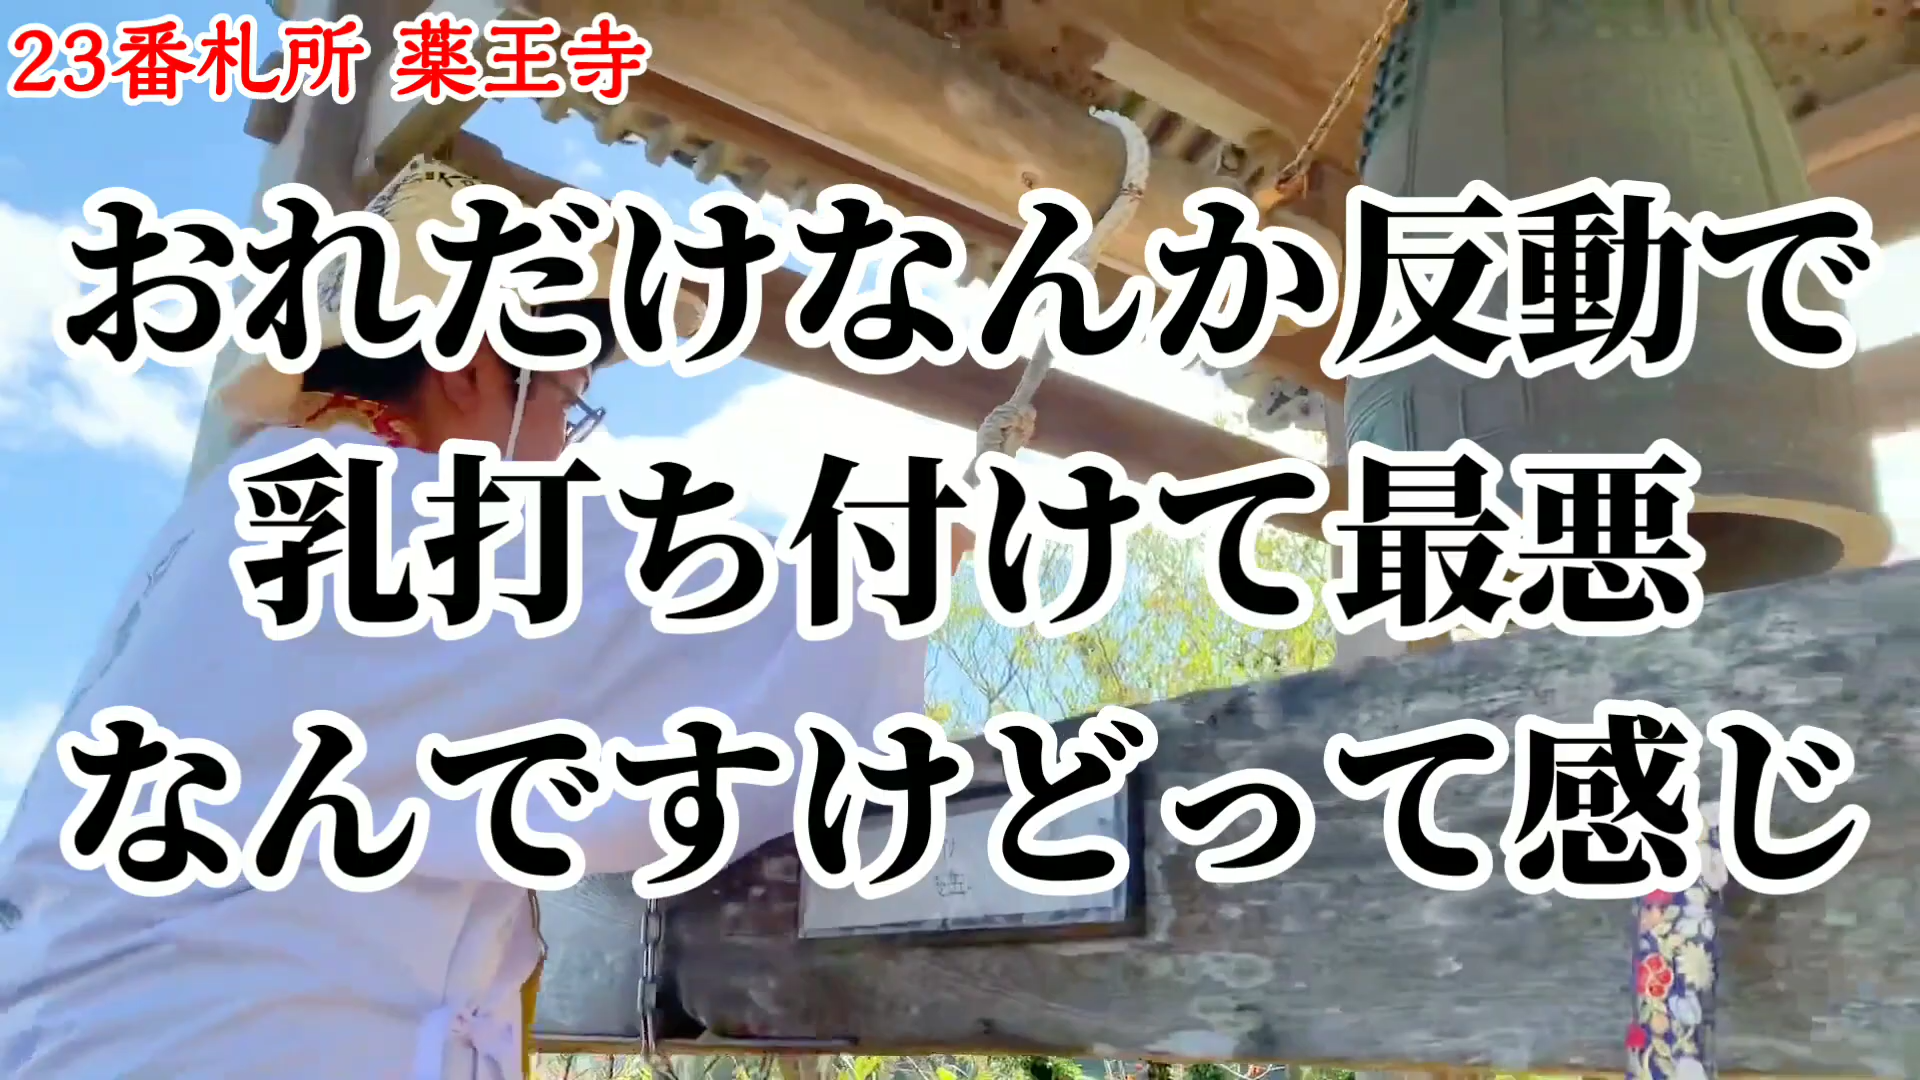 23番札所 薬王寺
おれだけなんか反動で
乳打ち付けて最悪
なんですけどって感じ